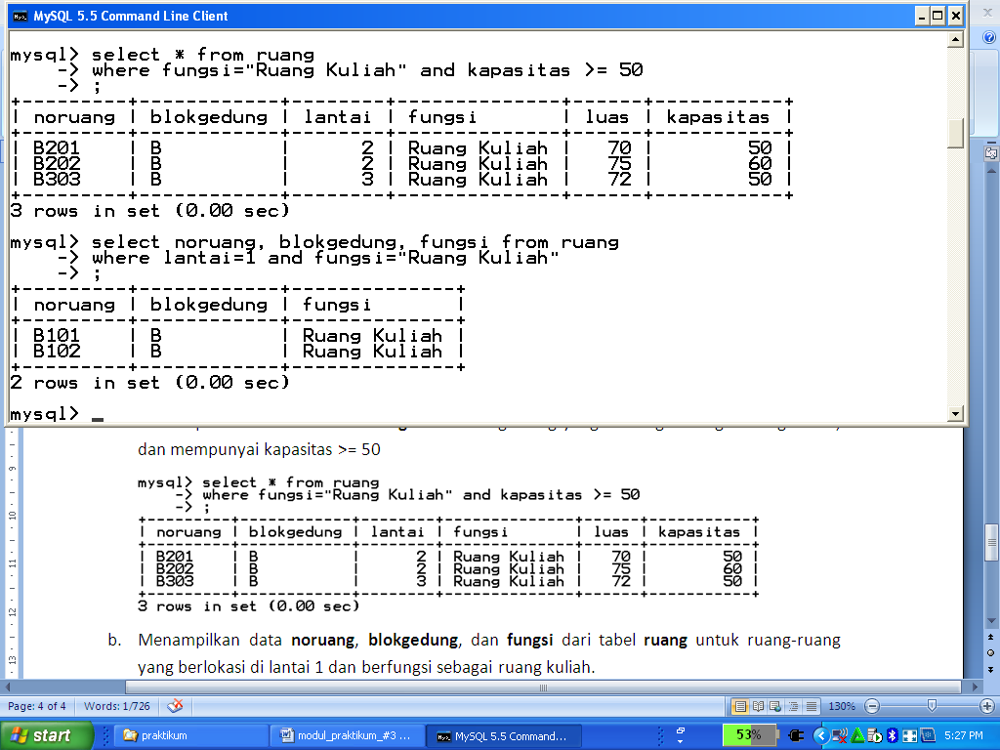 MySQL 5.5 Command Line Client
mysql> select * from ruang
-> where fungsi="Ruang Kuliah" and kapasitas >= 50
-> ;
+---------+------------+--------+--------------+------+-----------+
| noruang | blokgedung | lantai | fungsi | luas | kapasitas |
+---------+------------+--------+--------------+------+-----------+
| B201 | B | 2 | Ruang Kuliah | 70 | 50 |
| B202 | B | 2 | Ruang Kuliah | 75 | 60 |
| B303 | B | 3 | Ruang Kuliah | 72 | 50 |
+---------+------------+--------+--------------+------+-----------+
3 rows in set (0.00 sec)
mysql> select noruang, blokgedung, fungsi from ruang
-> where lantai=1 and fungsi="Ruang Kuliah"
-> ;
+---------+------------+--------------+
| noruang | blokgedung | fungsi |
+---------+------------+--------------+
| B101 | B | Ruang Kuliah |
| B102 | B | Ruang Kuliah |
+---------+------------+--------------+
2 rows in set (0.00 sec)
mysql> _
dan mempunyai kapasitas >= 50
mysql> select * from ruang
-> where fungsi="Ruang Kuliah" and kapasitas >= 50
-> ;
+---------+------------+--------+--------------+------+-----------+
| noruang | blokgedung | lantai | fungsi | luas | kapasitas |
+---------+------------+--------+--------------+------+-----------+
| B201 | B | 2 | Ruang Kuliah | 70 | 50 |
| B202 | B | 2 | Ruang Kuliah | 75 | 60 |
| B303 | B | 3 | Ruang Kuliah | 72 | 50 |
+---------+------------+--------+--------------+------+-----------+
3 rows in set (0.00 sec)
b. Menampilkan data noruang, blokgedung, dan fungsi dari tabel ruang untuk ruang-ruang
yang berlokasi di lantai 1 dan berfungsi sebagai ruang kuliah.
9
10
11
12
13
Page: 4 of 4 Words: 1/726 130%
start praktikum modul_praktikum_#3 ... MySQL 5.5 Command... 53% 5:27 PM